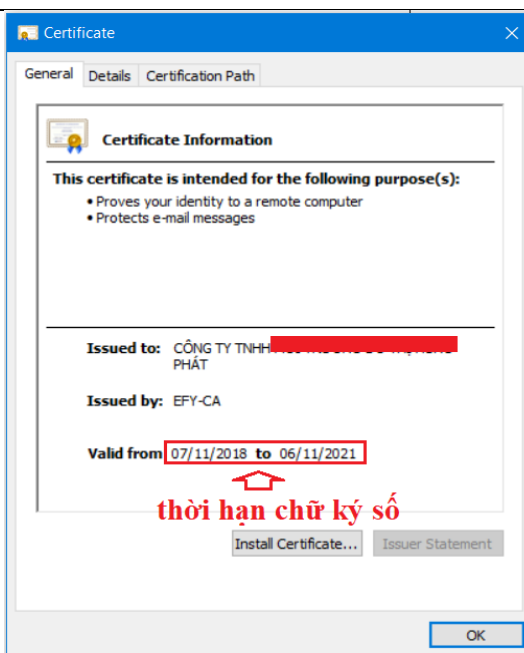 Certificate
General Details Certification Path
Certificate Information
This certificate is intended for the following purpose(s):
• Proves your identity to a remote computer
• Protects e-mail messages
Issued to: CÔNG TY TNHH
PHÁT
Issued by: EFY-CA
Valid from 07/11/2018 to 06/11/2021
thời hạn chữ ký số
Install Certificate... Issuer Statement
OK